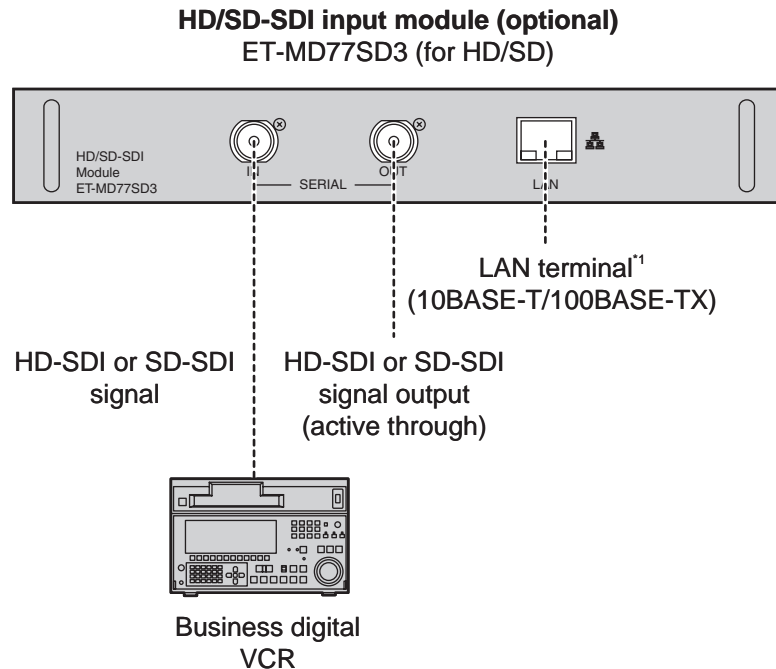 HD/SD-SDI input module (optional)
ET-MD77SD3 (for HD/SD)
HD/SD-SDI
Module
ET-MD77SD3
IN
SERIAL
OUT
LAN
LAN terminal*1
(10BASE-T/100BASE-TX)
HD-SDI or SD-SDI
signal
HD-SDI or SD-SDI
signal output
(active through)
Business digital
VCR